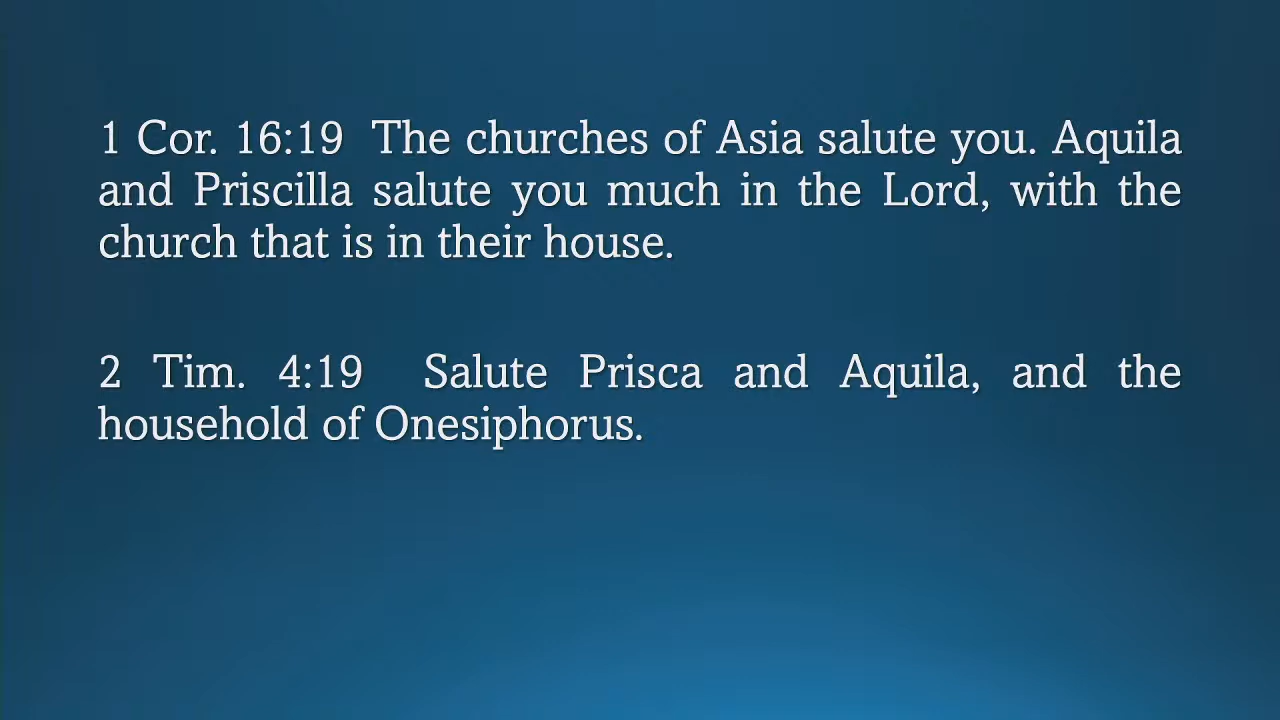 1 Cor. 16:19  The churches of Asia salute you. Aquila
and Priscilla salute you much in the Lord, with the
church that is in their house.
2 Tim. 4:19  Salute Prisca and Aquila, and the
household of Onesiphorus.